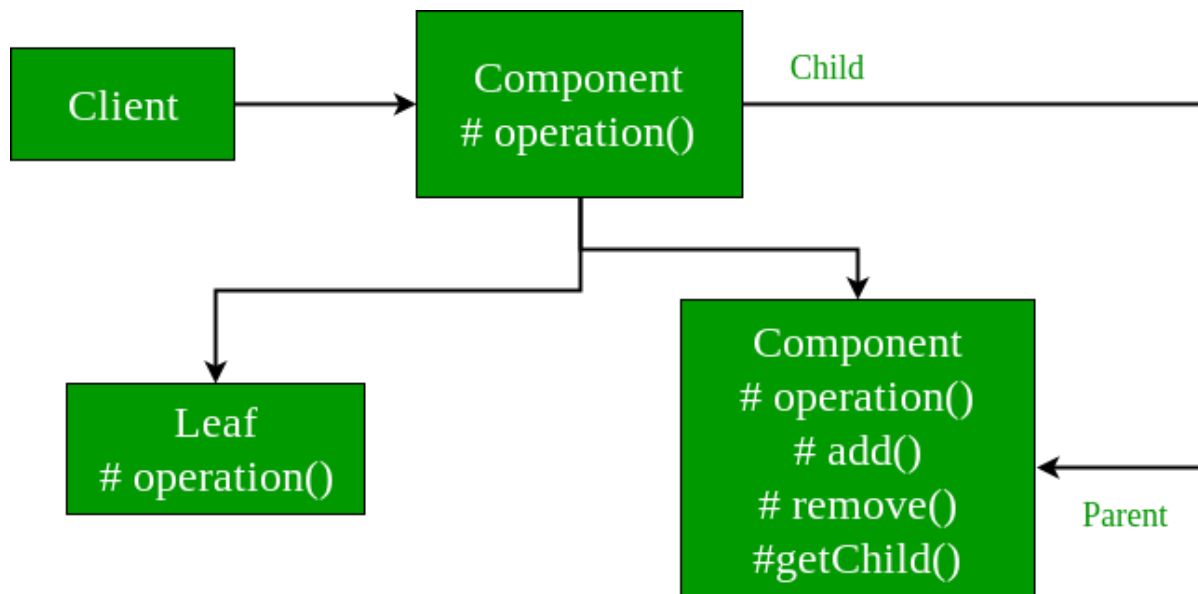 Client
Component
# operation()
Child
Leaf
# operation()
Component
# operation()
# add()
# remove()
#getChild()
Parent